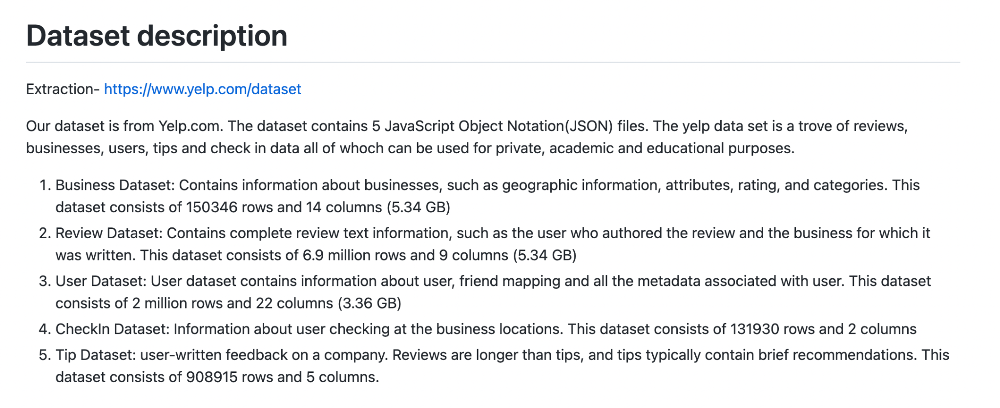 Dataset description
Extraction- https://www.yelp.com/dataset
Our dataset is from Yelp.com. The dataset contains 5 JavaScript Object Notation(JSON) files. The yelp data set is a trove of reviews,
businesses, users, tips and check in data all of whoch can be used for private, academic and educational purposes.
1. Business Dataset: Contains information about businesses, such as geographic information, attributes, rating, and categories. This
dataset consists of 150346 rows and 14 columns (5.34 GB)
2. Review Dataset: Contains complete review text information, such as the user who authored the review and the business for which it
was written. This dataset consists of 6.9 million rows and 9 columns (5.34 GB)
3. User Dataset: User dataset contains information about user, friend mapping and all the metadata associated with user. This dataset
consists of 2 million rows and 22 columns (3.36 GB)
4. CheckIn Dataset: Information about user checking at the business locations. This dataset consists of 131930 rows and 2 columns
5. Tip Dataset: user-written feedback on a company. Reviews are longer than tips, and tips typically contain brief recommendations. This
dataset consists of 908915 rows and 5 columns.